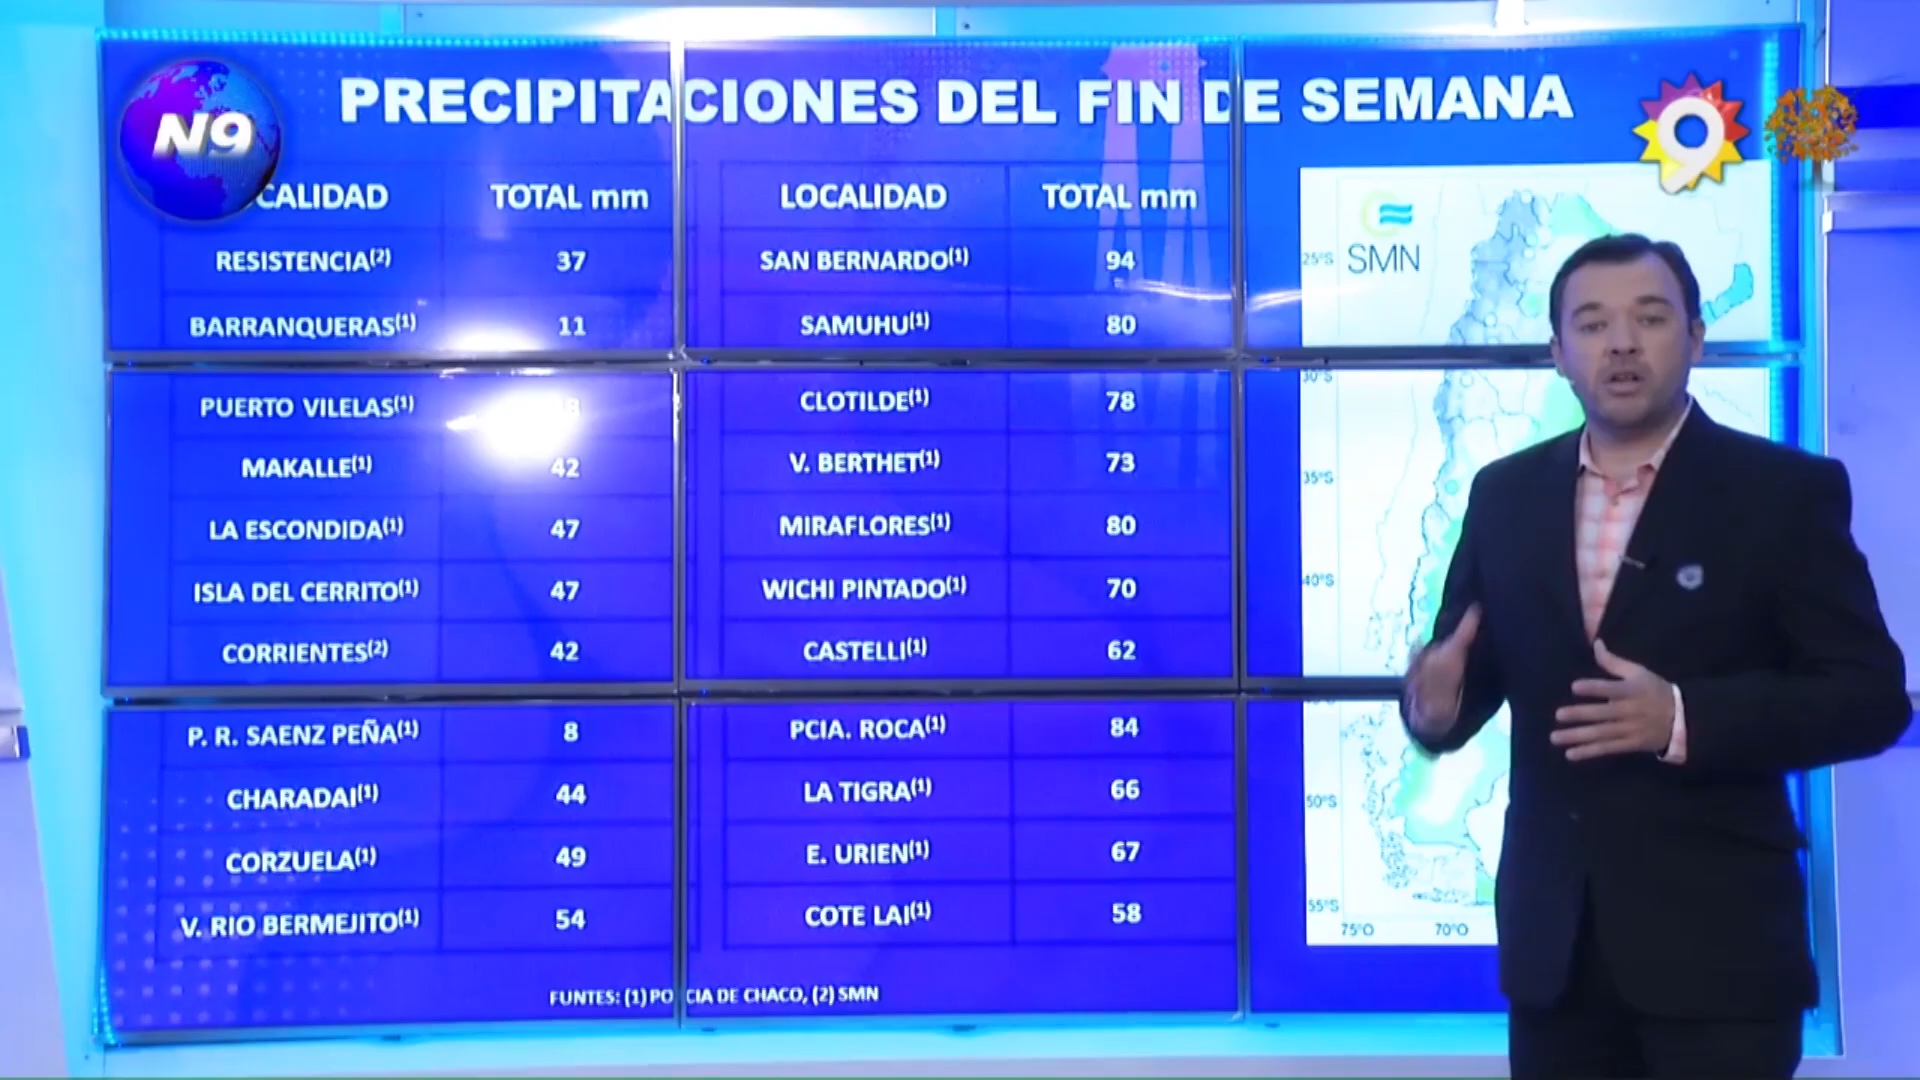 PRECIPITACIONES DEL FIN DE SEMANA
N9
9
CALIDAD TOTAL mm
RESISTENCIA(2) 37
BARRANQUERAS(1) 11
PUERTO VILELAS(1)
MAKALLE(1) 42
LA ESCONDIDA(1) 47
ISLA DEL CERRITO(1) 47
CORRIENTES(2) 42
P. R. SAENZ PEÑA(1) 8
CHARADAI(1) 44
CORZUELA(1) 49
V. RIO BERMEJITO(1) 54
LOCALIDAD TOTAL mm
SAN BERNARDO(1) 94
SAMUHU(1) 80
CLOTILDE(1) 78
V. BERTHET(1) 73
MIRAFLORES(1) 80
WICHI PINTADO(1) 70
CASTELLI(1) 62
PCIA. ROCA(1) 84
LA TIGRA(1) 66
E. URIEN(1) 67
COTE LAI(1) 58
FUNTES: (1) PO CIA DE CHACO, (2) SMN
SMN
25°S
30°S
35°S
40°S
50°S
55°S
75°O 70°O